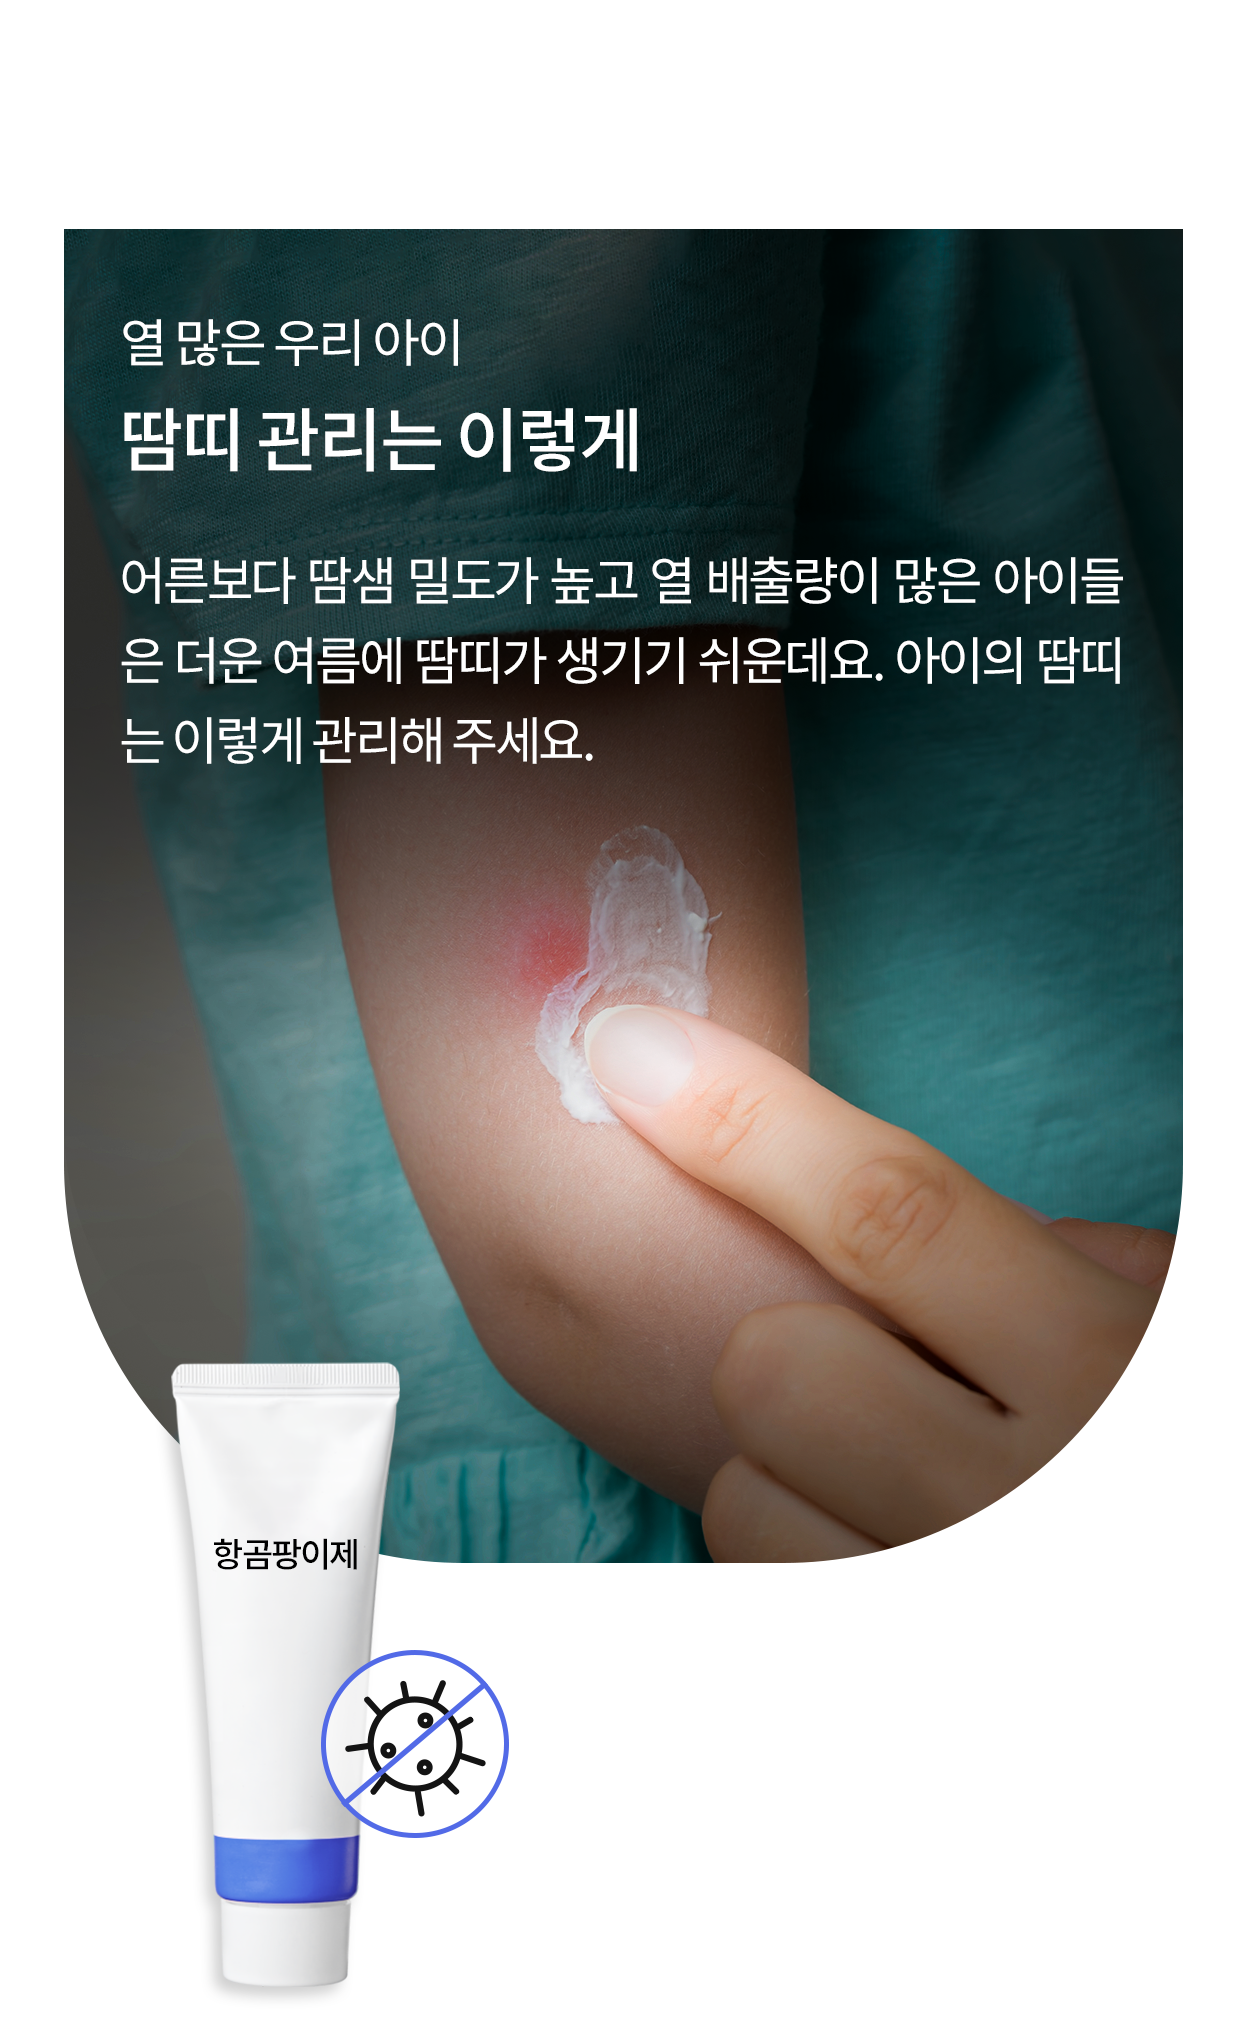 열 많은 우리 아이
땀띠 관리는 이렇게
어른보다 땀샘 밀도가 높고 열 배출량이 많은 아이들
은 더운 여름에 땀띠가 생기기 쉬운데요. 아이의 땀띠
는 이렇게 관리해 주세요.
항곰팡이제